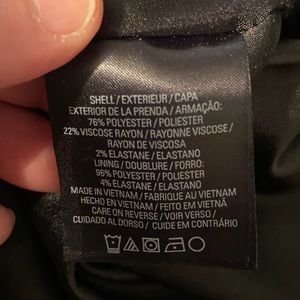 SHELL / EXTERIEUR / CAPA
EXTERIOR DE LA PRENDA / ARMAÇÃO:
76% POLYESTER / POLIESTER
22% VISCOSE RAYON / RAYONNE VISCOSE /
RAYON DE VISCOSA
2% ELASTANE / ELASTANO
LINING / DOUBLURE / FORRO:
96% POLYESTER / POLIESTER
4% ELASTANE / ELASTANO
MADE IN VIETNAM / FABRIQUE AU VIETNAM
HECHO EN VIETNAM / FEITO EM VIETNÃ
CARE ON REVERSE / VOIR AU VERSO /
CUIDADO AL DORSO / CUIDE EM CONTRÁRIO